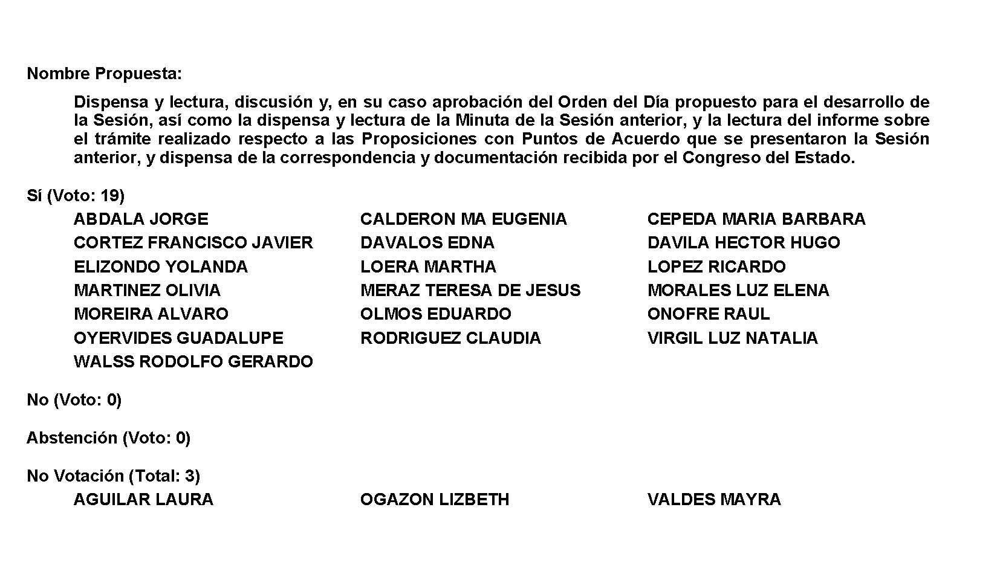 Nombre Propuesta:
Dispensa y lectura, discusión y, en su caso aprobación del Orden del Día propuesto para el desarrollo de
la Sesión, así como la dispensa y lectura de la Minuta de la Sesión anterior, y la lectura del informe sobre
el trámite realizado respecto a las Proposiciones con Puntos de Acuerdo que se presentaron la Sesión
anterior, y dispensa de la correspondencia y documentación recibida por el Congreso del Estado.
Sí (Voto: 19)
ABDALA JORGE CALDERON MA EUGENIA CEPEDA MARIA BARBARA
CORTEZ FRANCISCO JAVIER DAVALOS EDNA DAVILA HECTOR HUGO
ELIZONDO YOLANDA LOERA MARTHA LOPEZ RICARDO
MARTINEZ OLIVIA MERAZ TERESA DE JESUS MORALES LUZ ELENA
MOREIRA ALVARO OLMOS EDUARDO ONOFRE RAUL
OYERVIDES GUADALUPE RODRIGUEZ CLAUDIA VIRGIL LUZ NATALIA
WALSS RODOLFO GERARDO
No (Voto: 0)
Abstención (Voto: 0)
No Votación (Total: 3)
AGUILAR LAURA OGAZON LIZBETH VALDES MAYRA